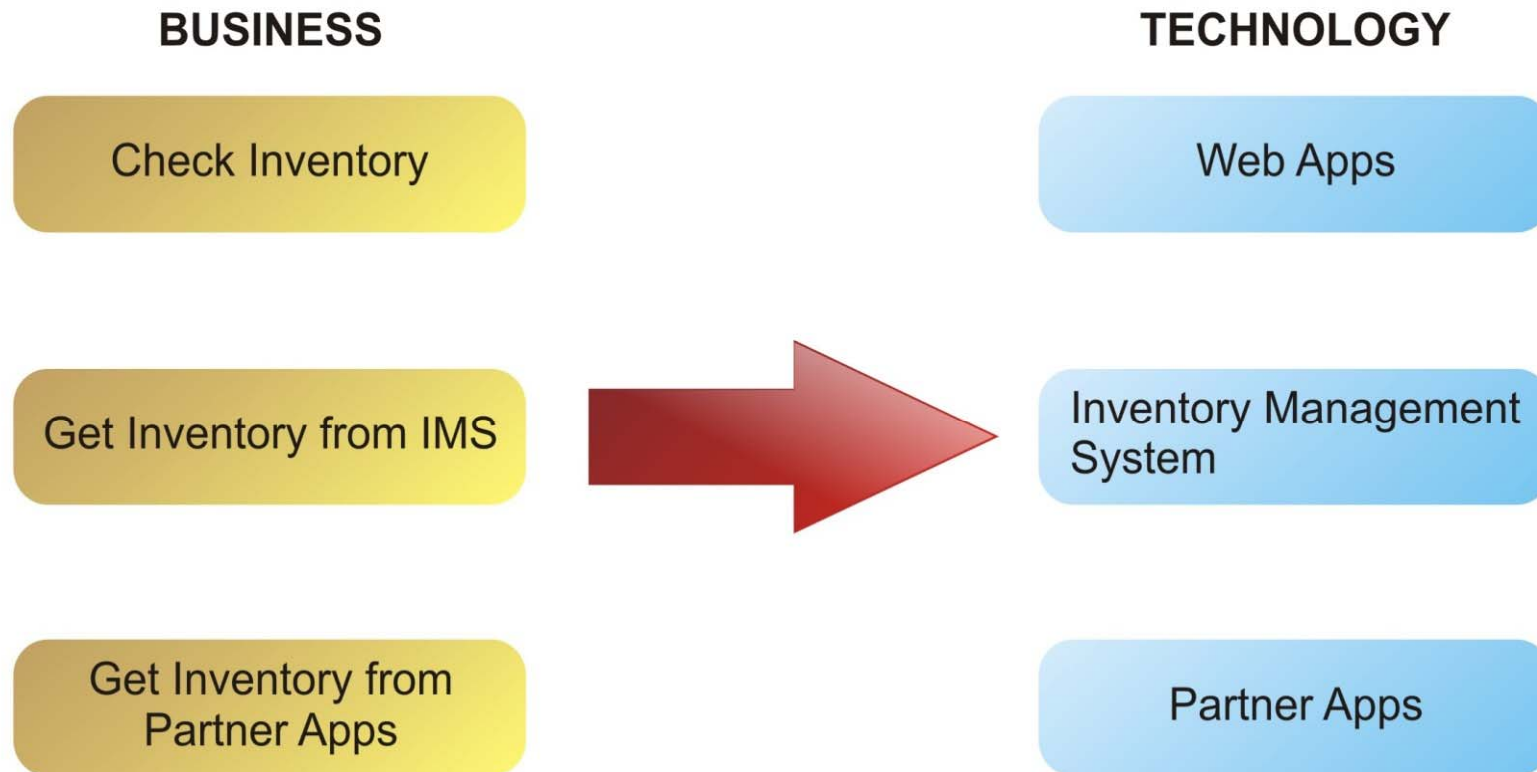 BUSINESS
TECHNOLOGY
Check Inventory
Web Apps
Get Inventory from IMS
Inventory Management
System
Get Inventory from
Partner Apps
Partner Apps